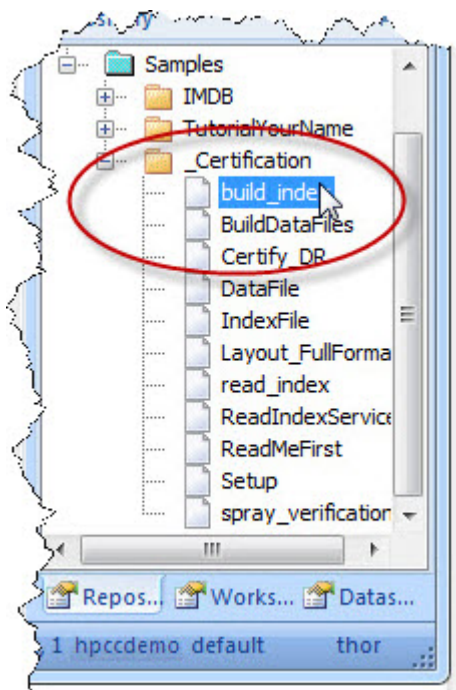 Samples
IMDB
TutorialYourName
_Certification
build_index
BuildDataFiles
Certify_DR
DataFile
IndexFile
Layout_FullForma
read_index
ReadIndexService
ReadMeFirst
Setup
spray_verification
Repos... Works... Datas...
1 hpccdemo default thor